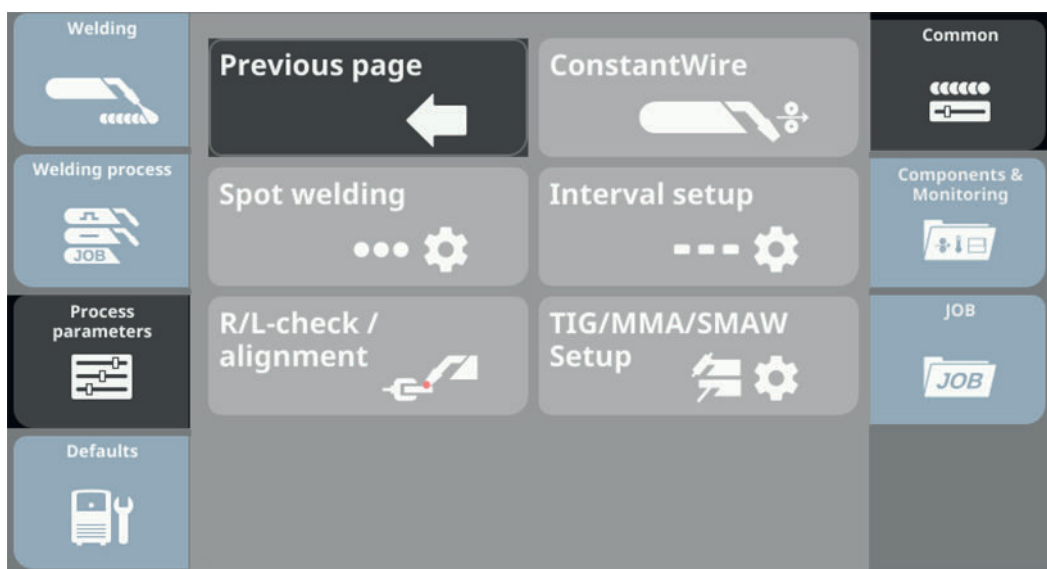 Welding
Welding process
JOB
Process
parameters
Defaults
Previous page
ConstantWire
Spot welding
Interval setup
R/L-check /
alignment
TIG/MMA/SMAW
Setup
Common
Components &
Monitoring
JOB
JOB